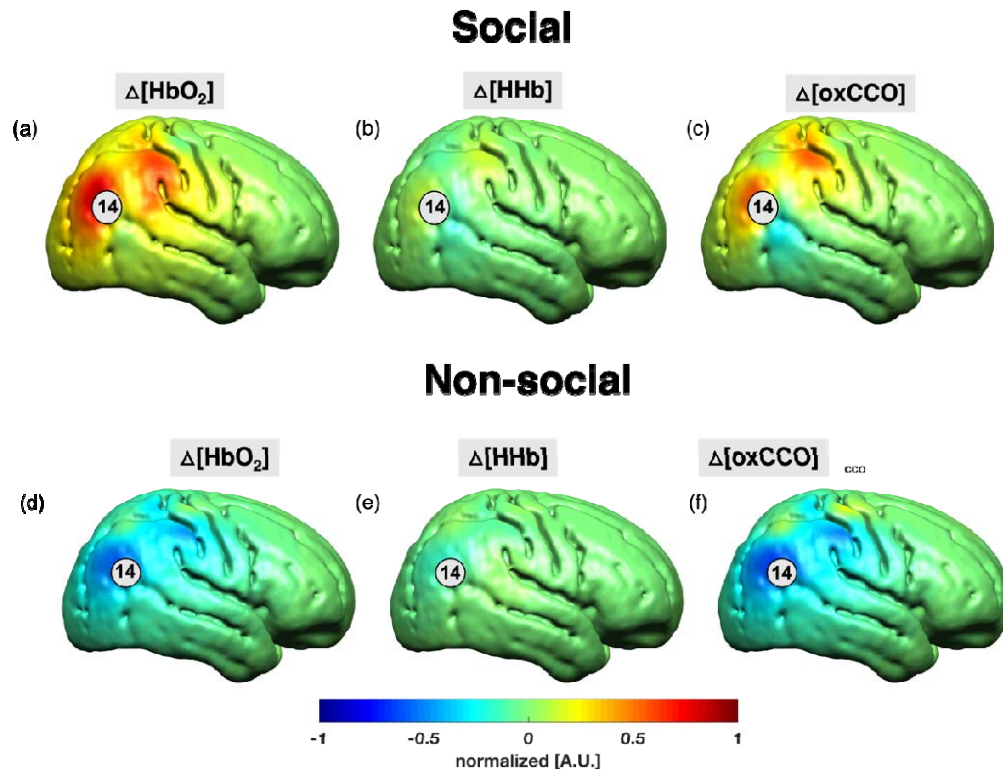 Social
Δ[HbO₂]
Δ[HHb]
Δ[oxCCO]
(a)
(b)
(c)
14
14
14
Non-social
Δ[HbO₂]
Δ[HHb]
Δ[oxCCO]
CCO
(d)
(e)
(f)
14
14
14
-1 -0.5 0 0.5 1
normalized [A.U.]